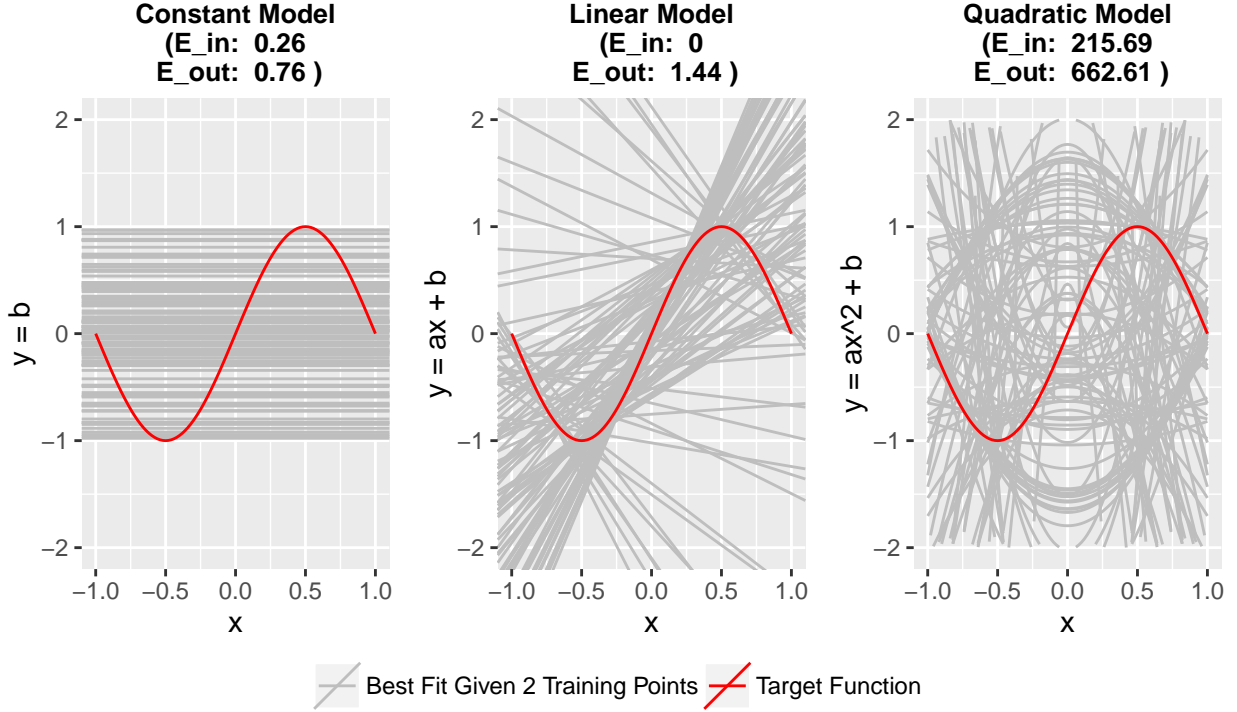 Constant Model
(E_in:  0.26
E_out:  0.76 )
Linear Model
(E_in:  0
E_out:  1.44 )
Quadratic Model
(E_in:  215.69
E_out:  662.61 )
y = b
2
1
0
−1
−2
−1.0
−0.5
0.0
0.5
1.0
x
y = ax + b
2
1
0
−1
−2
−1.0
−0.5
0.0
0.5
1.0
x
y = ax^2 + b
2
1
0
−1
−2
−1.0
−0.5
0.0
0.5
1.0
x
Best Fit Given 2 Training Points
Target Function